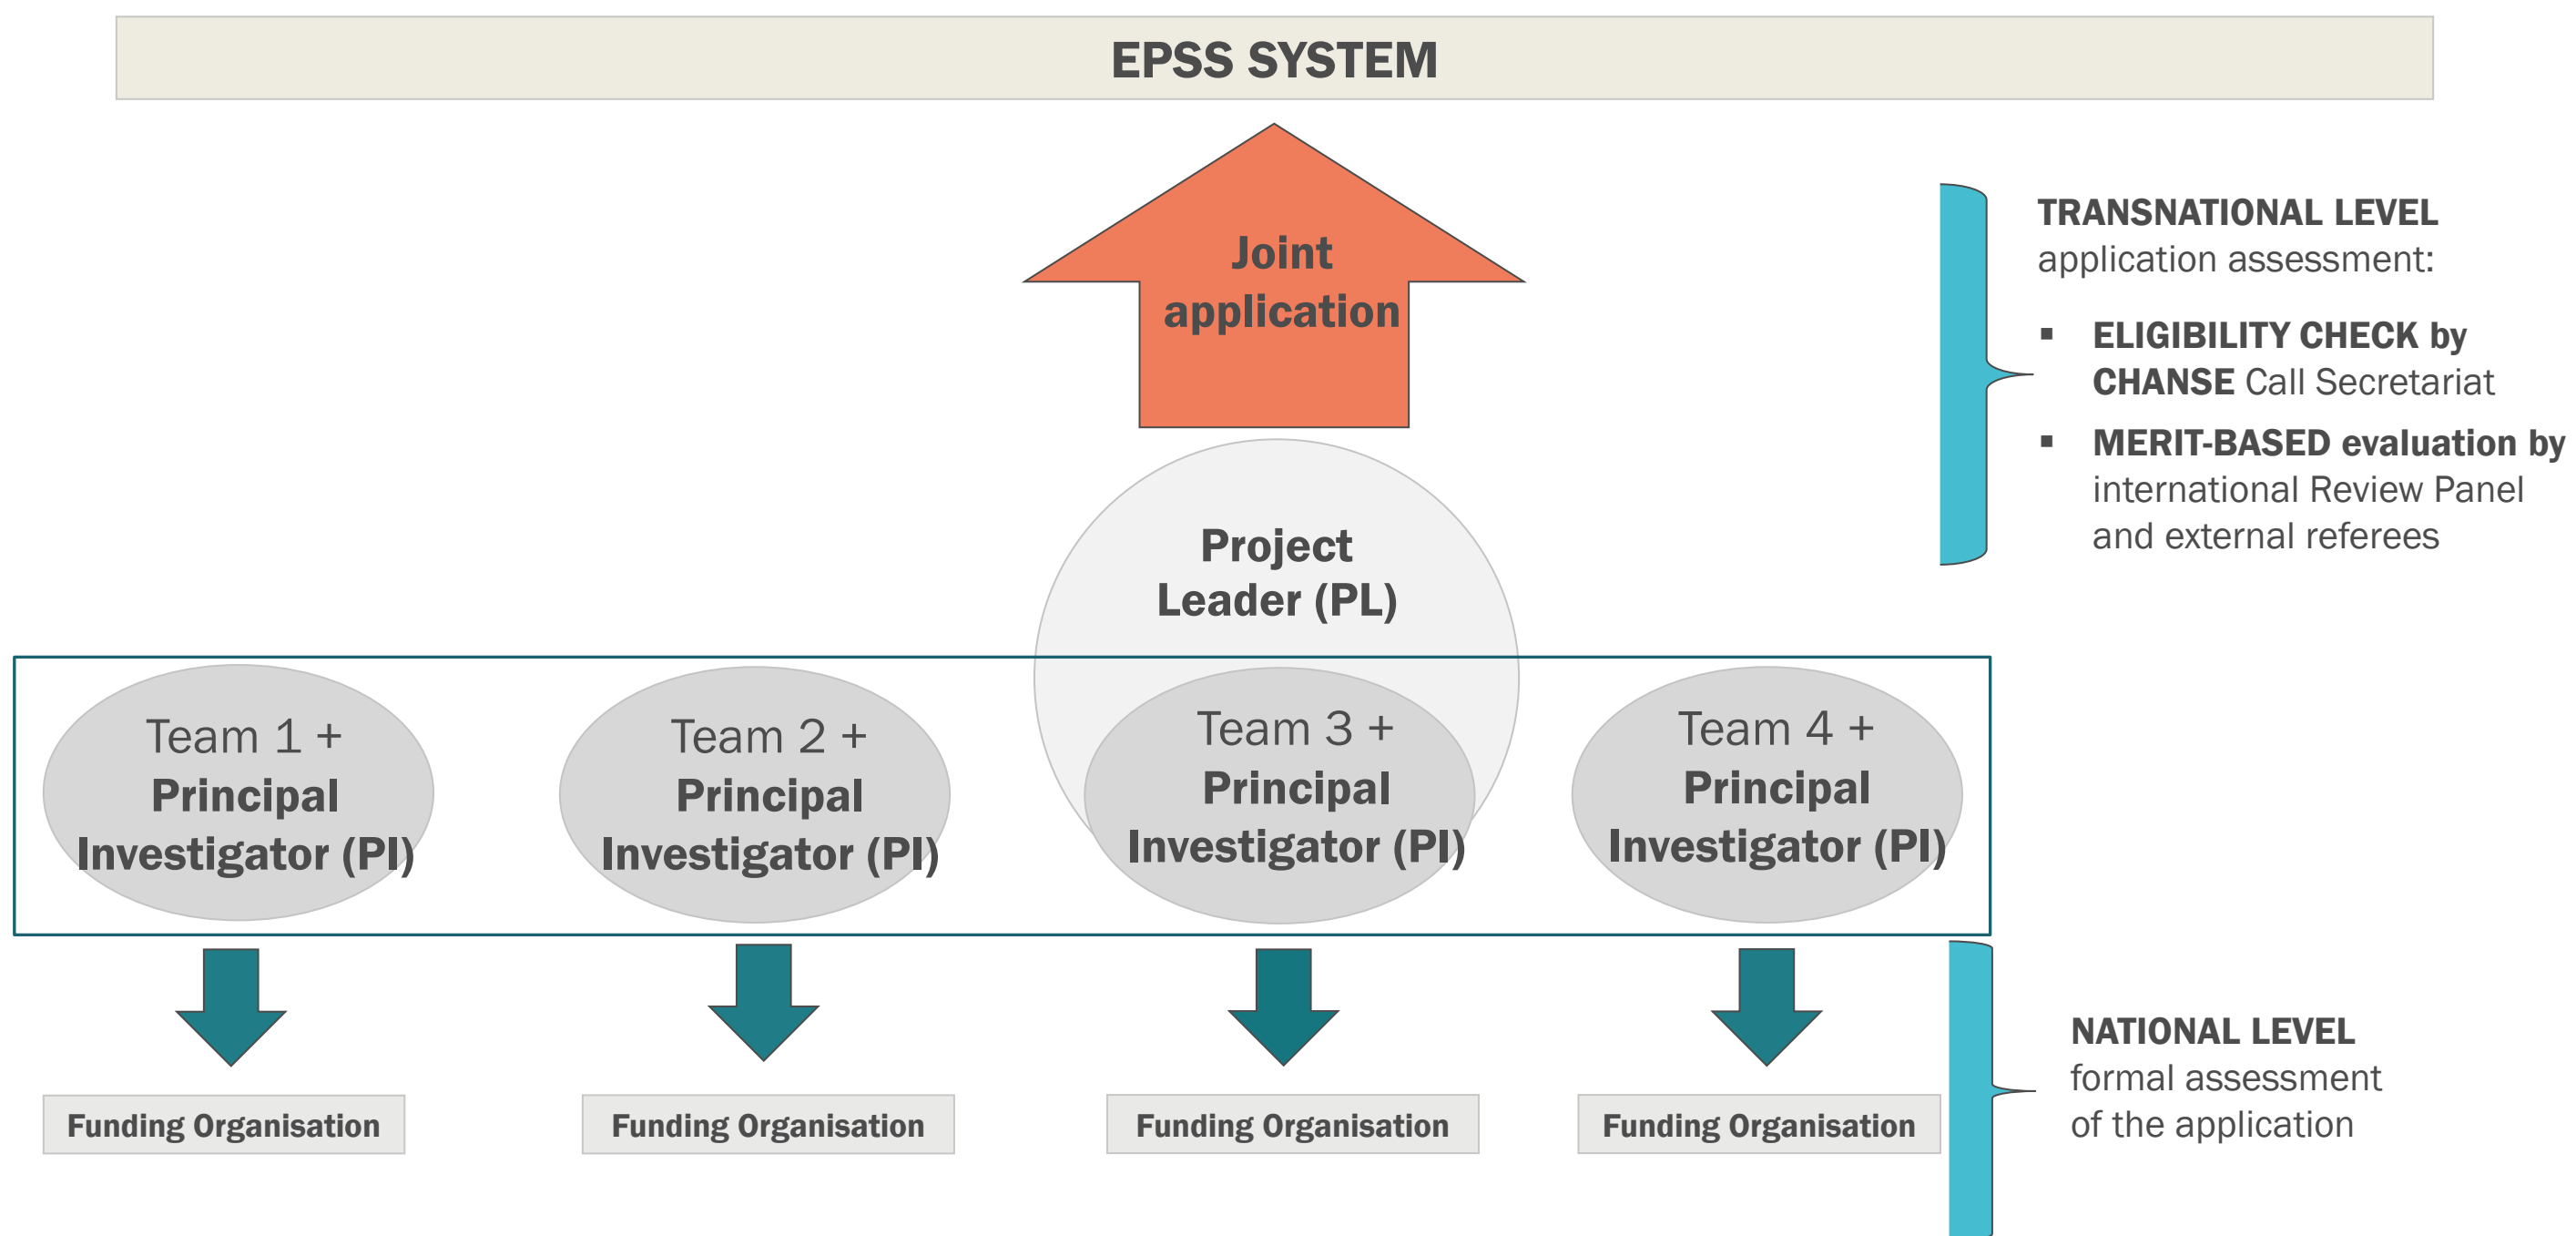 EPSS SYSTEM
Joint
application
TRANSNATIONAL LEVEL
application assessment:
▪ ELIGIBILITY CHECK by
CHANSE Call Secretariat
▪ MERIT-BASED evaluation by
international Review Panel
and external referees
Project
Leader (PL)
Team 1 +
Principal
Investigator (PI)
Team 2 +
Principal
Investigator (PI)
Team 3 +
Principal
Investigator (PI)
Team 4 +
Principal
Investigator (PI)
Funding Organisation
Funding Organisation
Funding Organisation
Funding Organisation
NATIONAL LEVEL
formal assessment
of the application